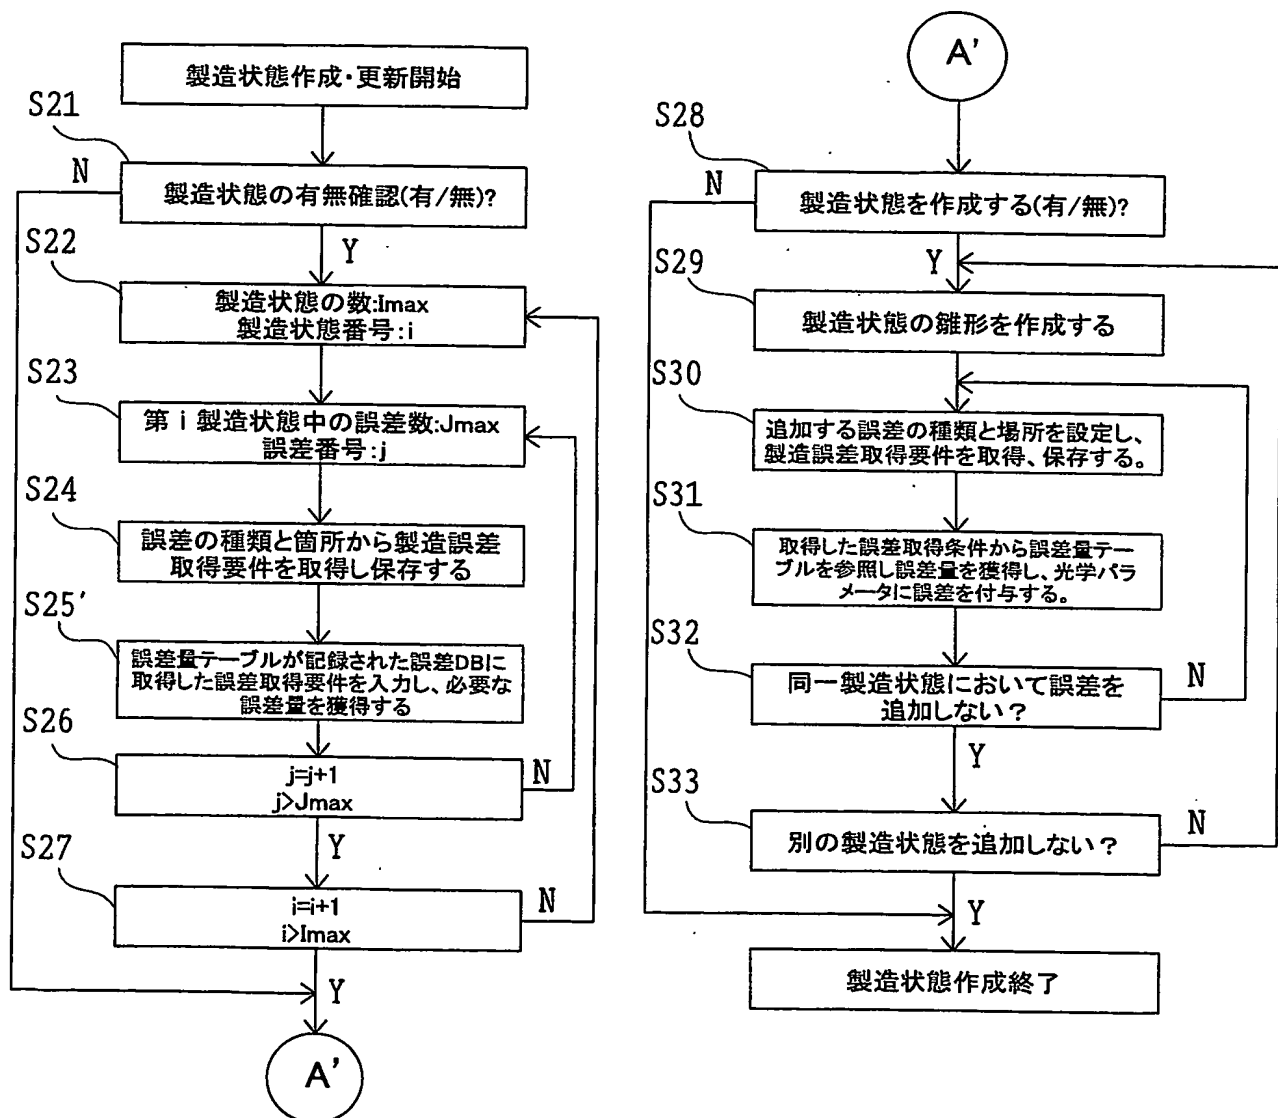 製造状態作成・更新開始
S21
N
製造状態の有無確認(有/無)?
S22
Y
製造状態の数:Imax
製造状態番号:i
S23
第 i 製造状態中の誤差数:Jmax
誤差番号:j
S24
誤差の種類と箇所から製造誤差
取得要件を取得し保存する
S25'
誤差量テーブルが記録された誤差DBに
取得した誤差取得要件を入力し、必要な
誤差量を獲得する
S26
j=j+1
j>Jmax
N
Y
S27
i=i+1
i>Imax
N
Y
A'
A'
S28
N
製造状態を作成する(有/無)?
Y
S29
製造状態の雛形を作成する
S30
追加する誤差の種類と場所を設定し、
製造誤差取得要件を取得、保存する。
S31
取得した誤差取得条件から誤差量テー
ブルを参照し誤差量を獲得し、光学パラ
メータに誤差を付与する。
S32
同一製造状態において誤差を
追加しない？
N
Y
S33
別の製造状態を追加しない？
N
Y
製造状態作成終了